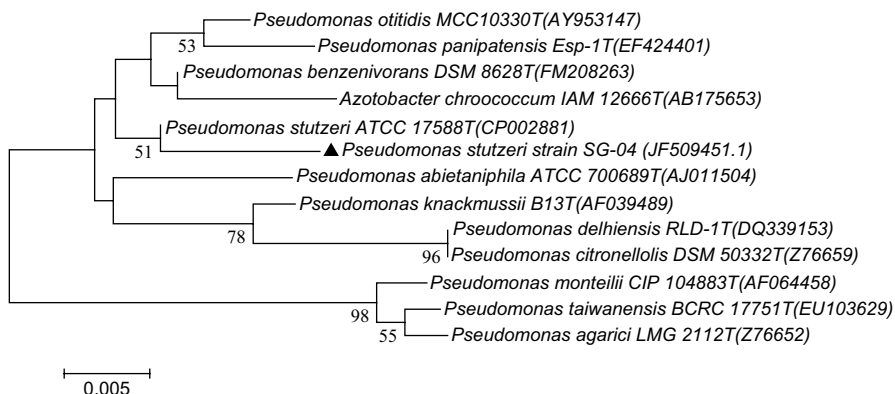 Pseudomonas otitidis MCC10330T(AY953147)
53
Pseudomonas panipatensis Esp-1T(EF424401)
Pseudomonas benzenivorans DSM 8628T(FM208263)
Azotobacter chroococcum IAM 12666T(AB175653)
Pseudomonas stutzeri ATCC 17588T(CP002881)
51
Pseudomonas stutzeri strain SG-04 (JF509451.1)
Pseudomonas abietaniphila ATCC 700689T(AJ011504)
Pseudomonas knackmussii B13T(AF039489)
78
Pseudomonas delhiensis RLD-1T(DQ339153)
96
Pseudomonas citronellolis DSM 50332T(Z76659)
Pseudomonas monteilii CIP 104883T(AF064458)
98
Pseudomonas taiwanensis BCRC 17751T(EU103629)
55
Pseudomonas agarici LMG 2112T(Z76652)
0.005